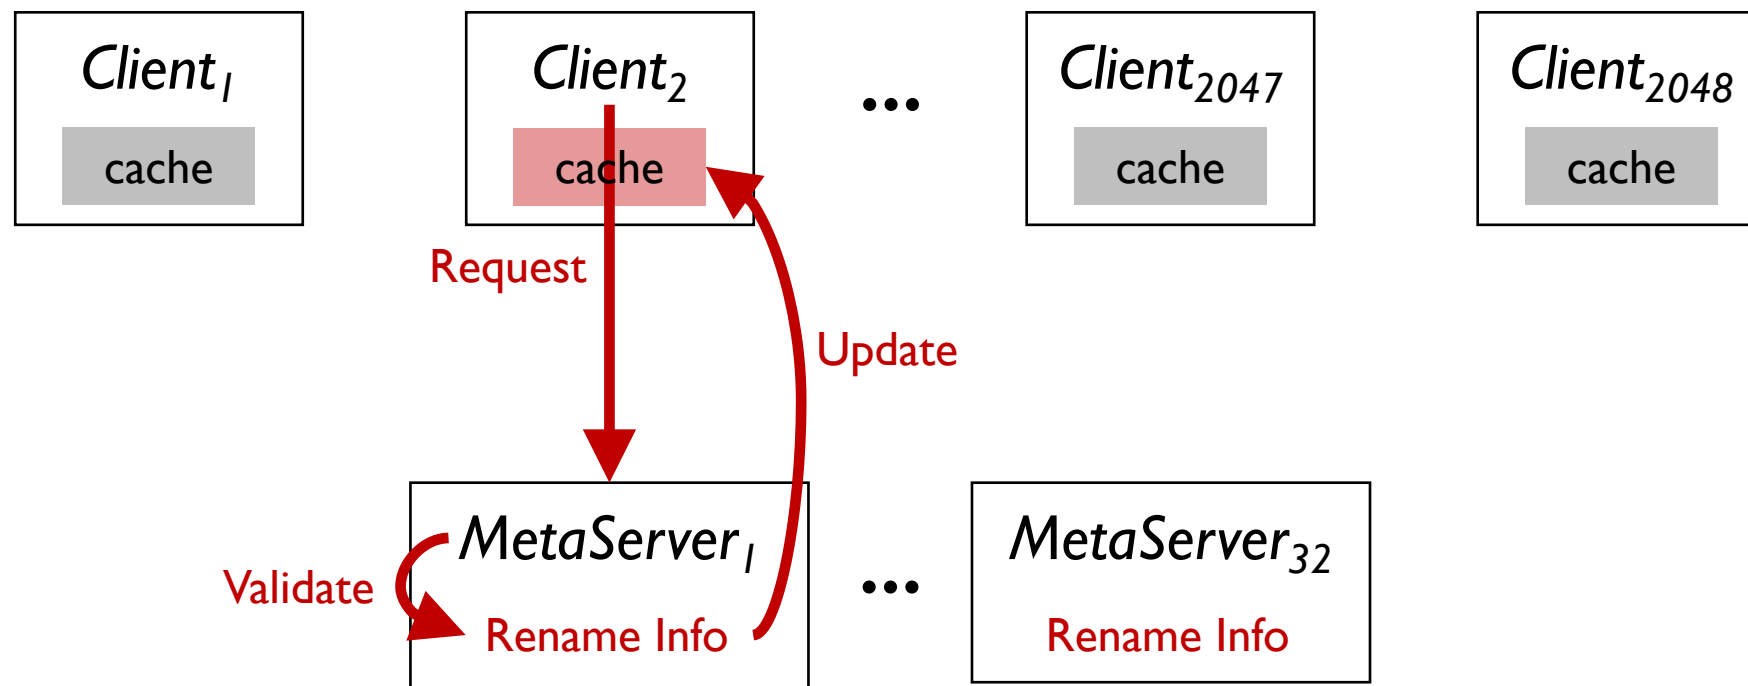 Client₁
Client₂
...
Client₂₀₄₇
Client₂₀₄₈
cache
cache
cache
cache
Request
Update
MetaServer₁
...
MetaServer₃₂
Validate
Rename Info
Rename Info